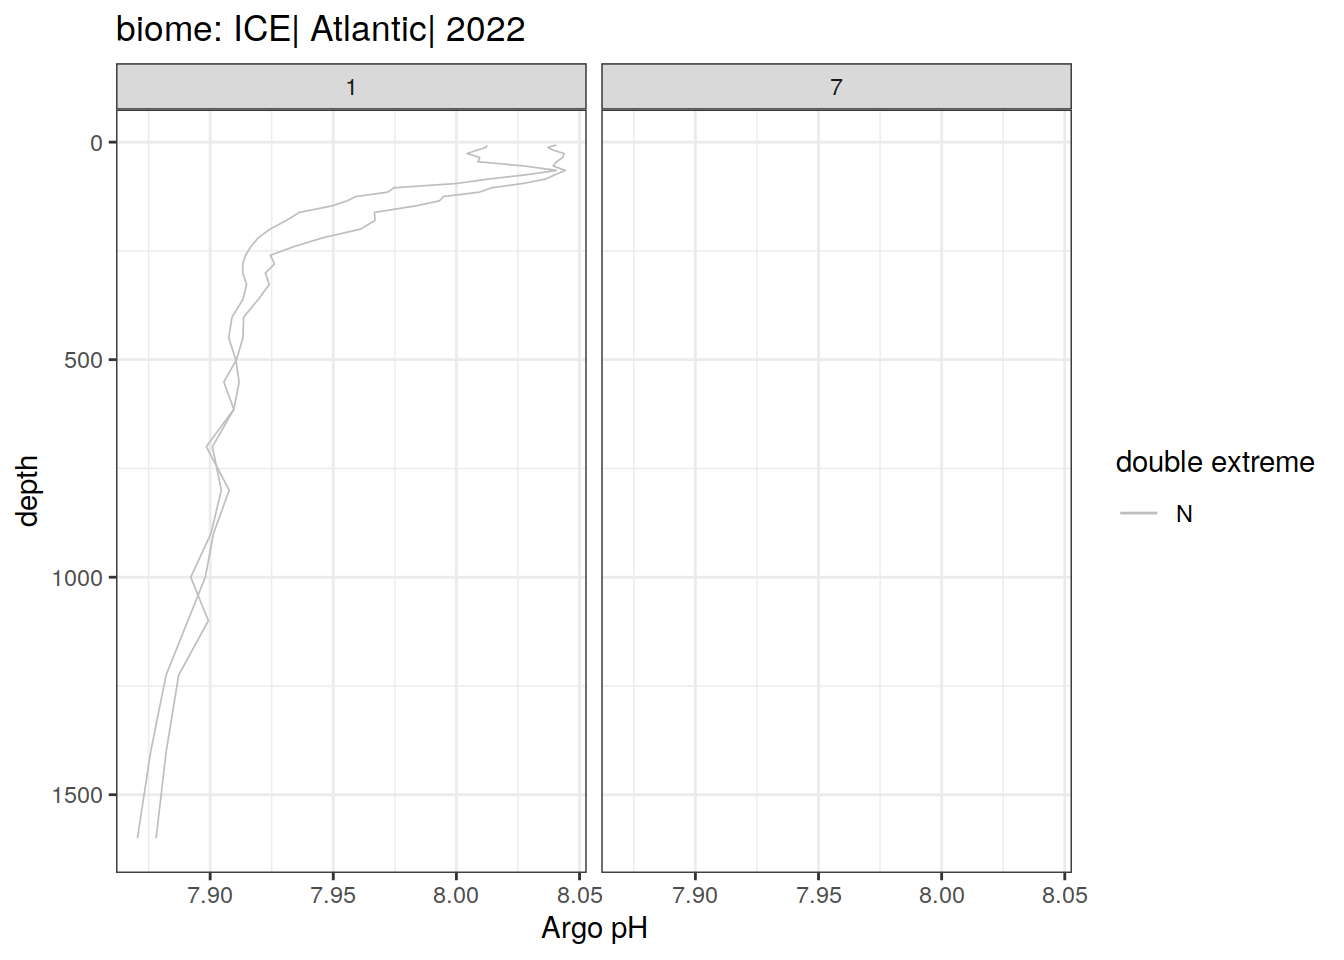 biome: ICE| Atlantic| 2022
1
7
0
500
1000
1500
depth
7.90
7.95
8.00
8.05
7.90
7.95
8.00
8.05
Argo pH
double extreme
N